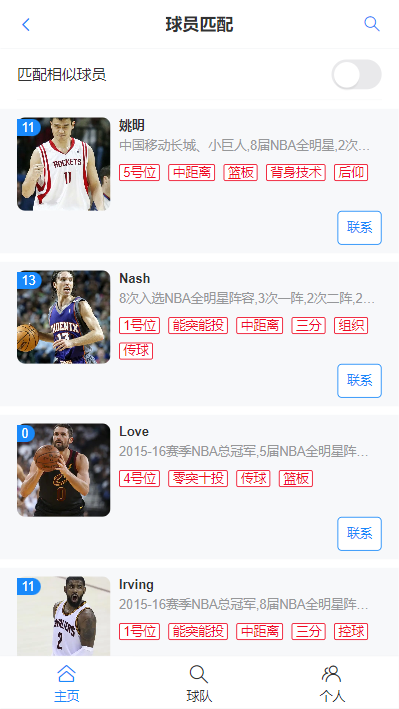 球员匹配
匹配相似球员
11
姚明
中国移动长城、小巨人,8届NBA全明星,2次...
5号位 中距离 篮板 背身技术 后仰
ROCKETS
11
联系
13
Nash
8次入选NBA全明星阵容,3次一阵,2次二阵,2...
1号位 能突能投 中距离 三分 组织
传球
PHOENIX
13
联系
0
Love
2015-16赛季NBA总冠军,5届NBA全明星阵...
4号位 零突十投 传球 篮板
联系
11
Irving
2015-16赛季NBA总冠军,8届NBA全明星阵...
1号位 能突能投 中距离 三分 控球
2
主页 球队 个人